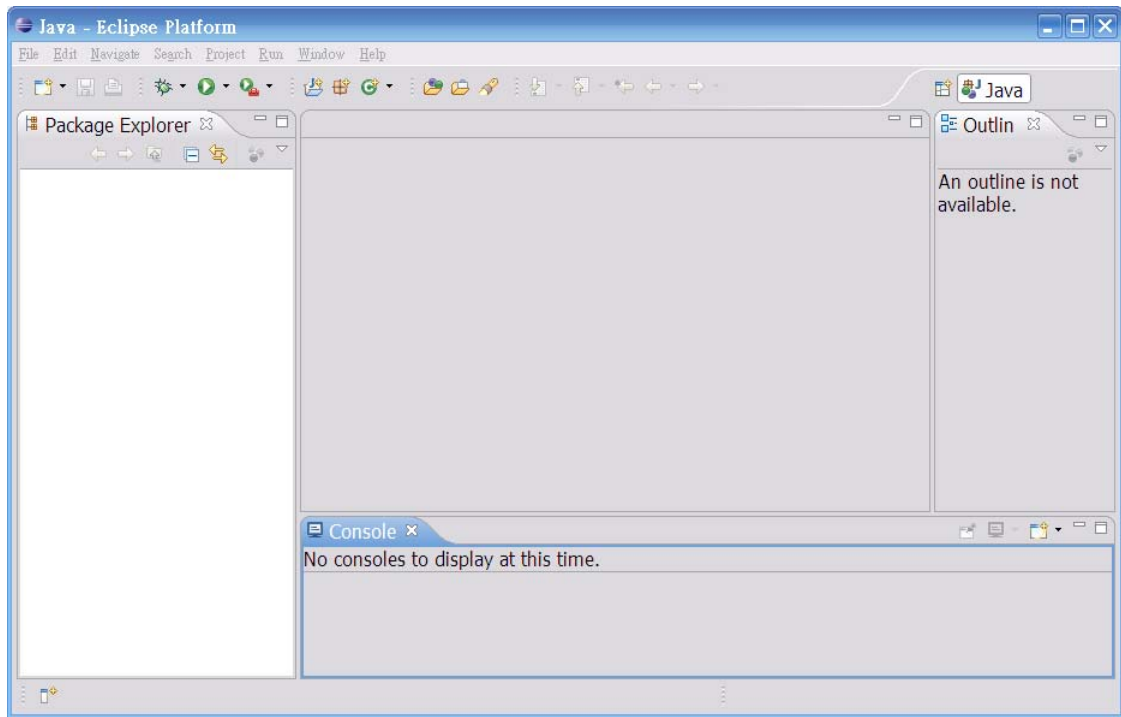 Java - Eclipse Platform
File Edit Navigate Search Project Run Window Help
Java
Package Explorer
Outlin
An outline is not
available.
Console
No consoles to display at this time.